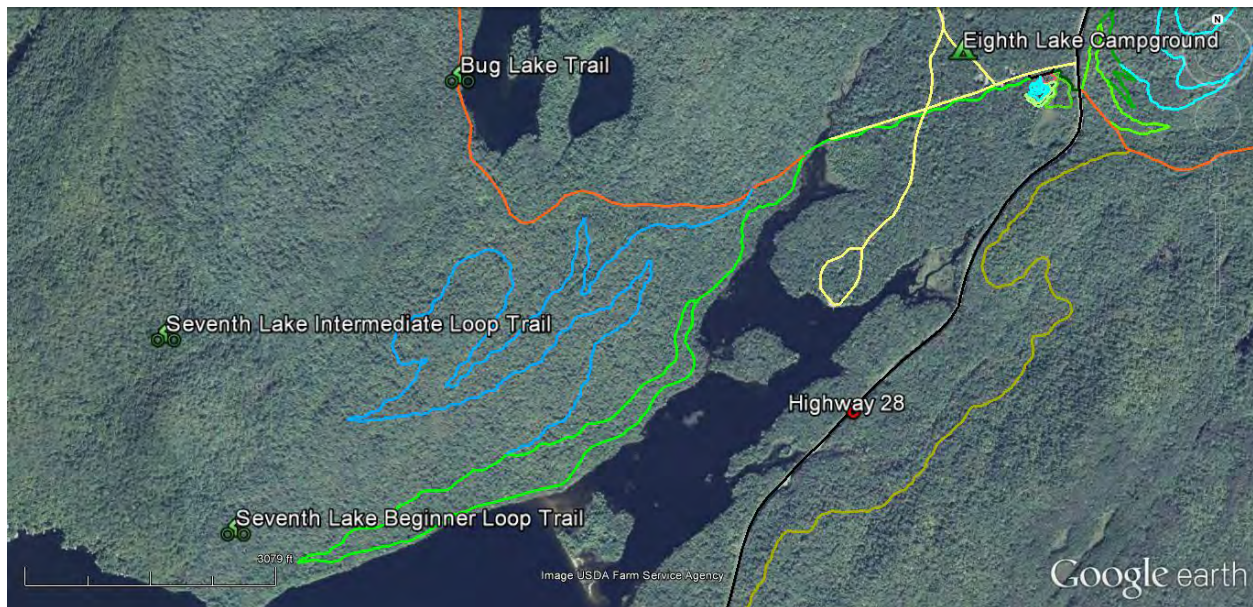 N
Eighth Lake Campground
Bug Lake Trail
Seventh Lake Intermediate Loop Trail
Highway 28
Seventh Lake Beginner Loop Trail
3079 ft
Image USDA Farm Service Agency
Google earth